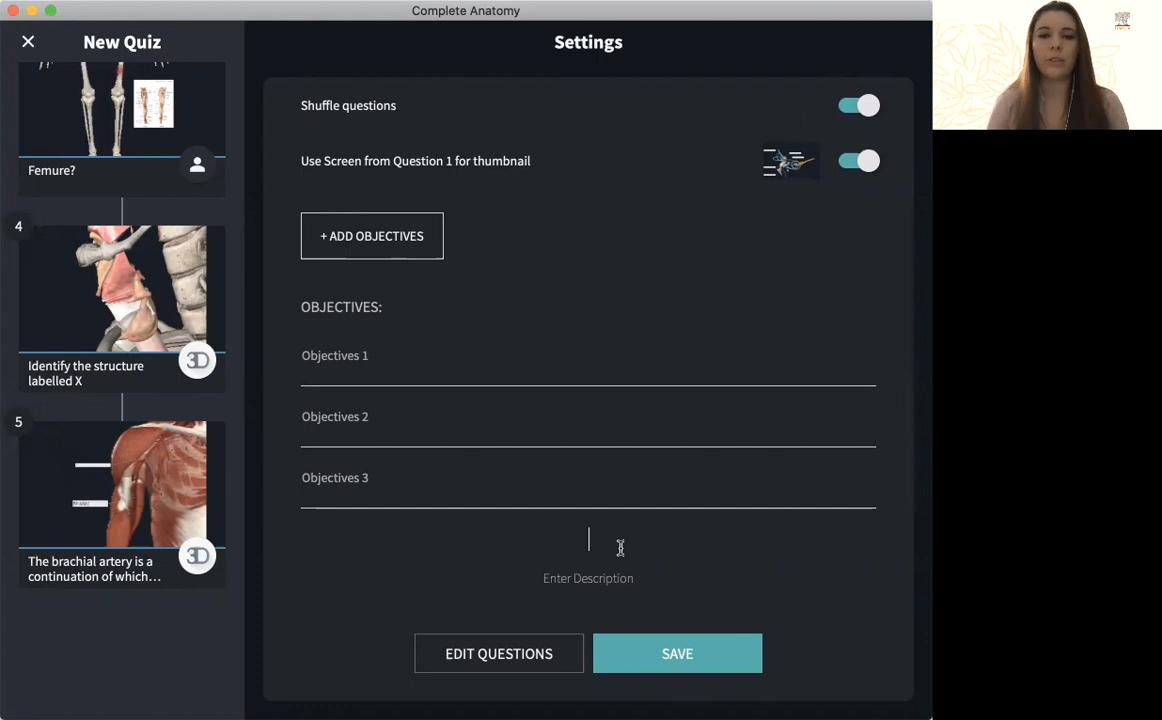 Complete Anatomy
New Quiz
Settings
Femure?
4
3D
Identify the structure
labelled X
5
3D
The brachial artery is a
continuation of which...
Shuffle questions
Use Screen from Question 1 for thumbnail
+ ADD OBJECTIVES
OBJECTIVES:
Objectives 1
Objectives 2
Objectives 3
Enter Description
EDIT QUESTIONS
SAVE